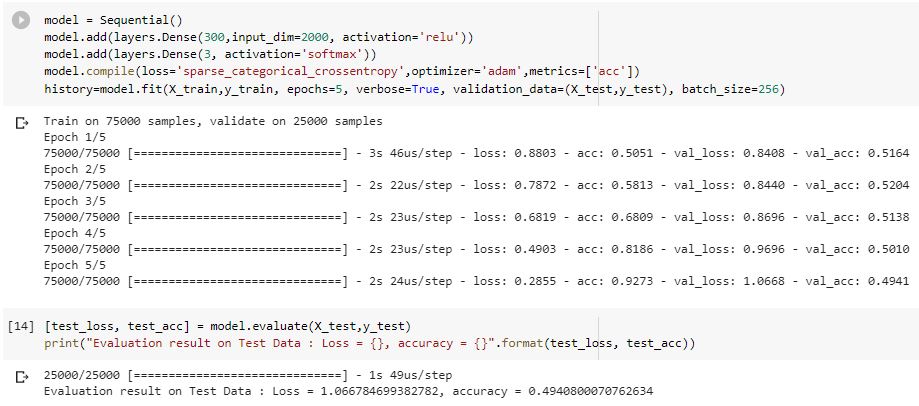 model = Sequential()
model.add(layers.Dense(300,input_dim=2000, activation='relu'))
model.add(layers.Dense(3, activation='softmax'))
model.compile(loss='sparse_categorical_crossentropy',optimizer='adam',metrics=['acc'])
history=model.fit(X_train,y_train, epochs=5, verbose=True, validation_data=(X_test,y_test), batch_size=256)
Train on 75000 samples, validate on 25000 samples
Epoch 1/5
75000/75000 [==============================] - 3s 46us/step - loss: 0.8803 - acc: 0.5051 - val_loss: 0.8408 - val_acc: 0.5164
Epoch 2/5
75000/75000 [==============================] - 2s 22us/step - loss: 0.7872 - acc: 0.5813 - val_loss: 0.8440 - val_acc: 0.5204
Epoch 3/5
75000/75000 [==============================] - 2s 23us/step - loss: 0.6819 - acc: 0.6809 - val_loss: 0.8696 - val_acc: 0.5138
Epoch 4/5
75000/75000 [==============================] - 2s 23us/step - loss: 0.4903 - acc: 0.8186 - val_loss: 0.9696 - val_acc: 0.5010
Epoch 5/5
75000/75000 [==============================] - 2s 24us/step - loss: 0.2855 - acc: 0.9273 - val_loss: 1.0668 - val_acc: 0.4941
[14] [test_loss, test_acc] = model.evaluate(X_test,y_test)
print("Evaluation result on Test Data : Loss = {}, accuracy = {}".format(test_loss, test_acc))
25000/25000 [==============================] - 1s 49us/step
Evaluation result on Test Data : Loss = 1.066784699382782, accuracy = 0.4940800070762634